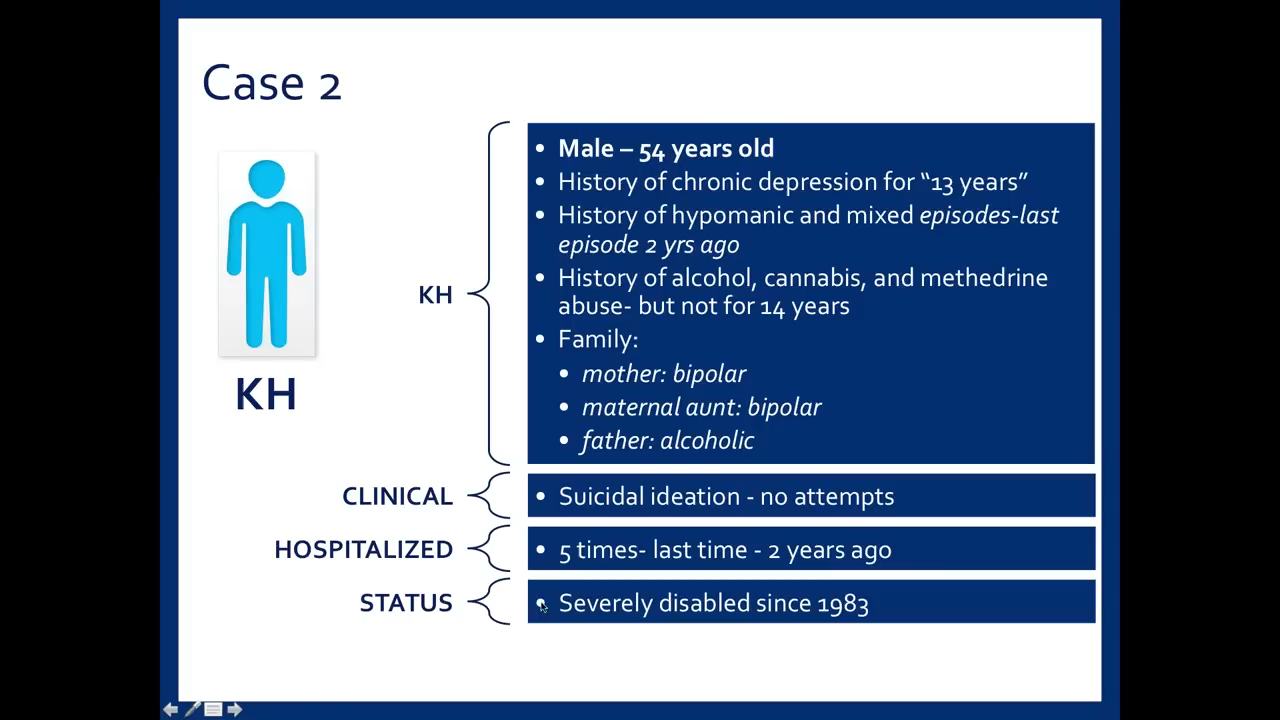 Case 2
KH
KH
• Male – 54 years old
• History of chronic depression for “13 years”
• History of hypomanic and mixed episodes-last
episode 2 yrs ago
• History of alcohol, cannabis, and methedrine
abuse- but not for 14 years
• Family:
• mother: bipolar
• maternal aunt: bipolar
• father: alcoholic
CLINICAL
• Suicidal ideation - no attempts
HOSPITALIZED
• 5 times- last time - 2 years ago
STATUS
• Severely disabled since 1983